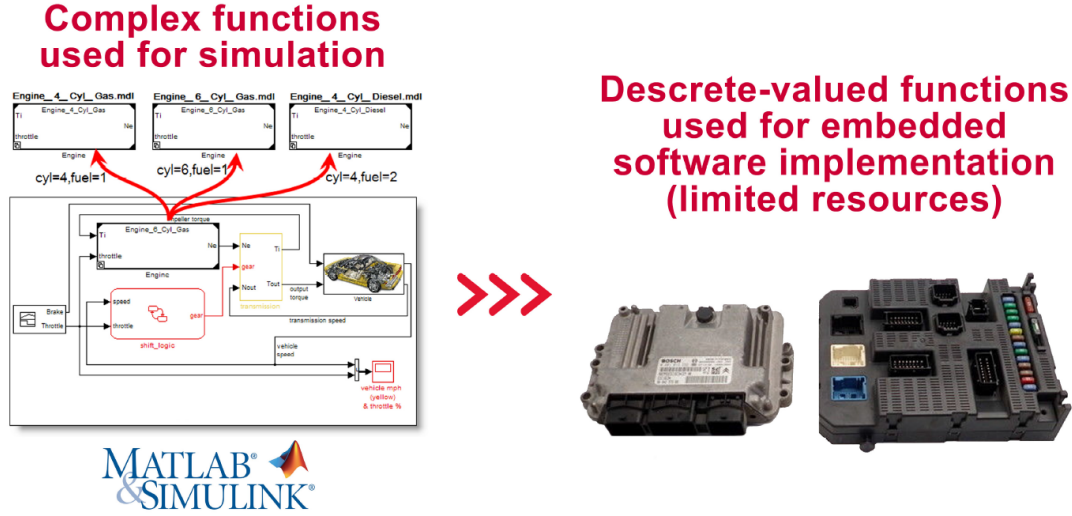 Complex functions
used for simulation
Engine_4_Cyl_Gas.mdl
Engine_6_Cyl_Gas.mdl
Engine_4_Cyl_Diesel.mdl
Engine_4_Cyl_Gas
Ti
Ne
throttle
Engine
Engine_6_Cyl_Gas
Ti
Ne
throttle
Engine
Engine_4_Cyl_Diesel
Ti
Ne
throttle
Engine
cyl=4,fuel=1
cyl=6,fuel=1
cyl=4,fuel=2
impeller torque
Engine_6_Cyl_Gas
Ti
Ne
throttle
Engine
Ne
Ti
gear
Tout
Nout
transmission
output
torque
Vehicle
transmission speed
Brake
Throttle
speed
gear
throttle
shift_logic
vehicle
speed
vehicle mph
(yellow)
& throttle %
MATLAB®
&SIMULINK®
Descrete-valued functions
used for embedded
software implementation
(limited resources)
BOSCH